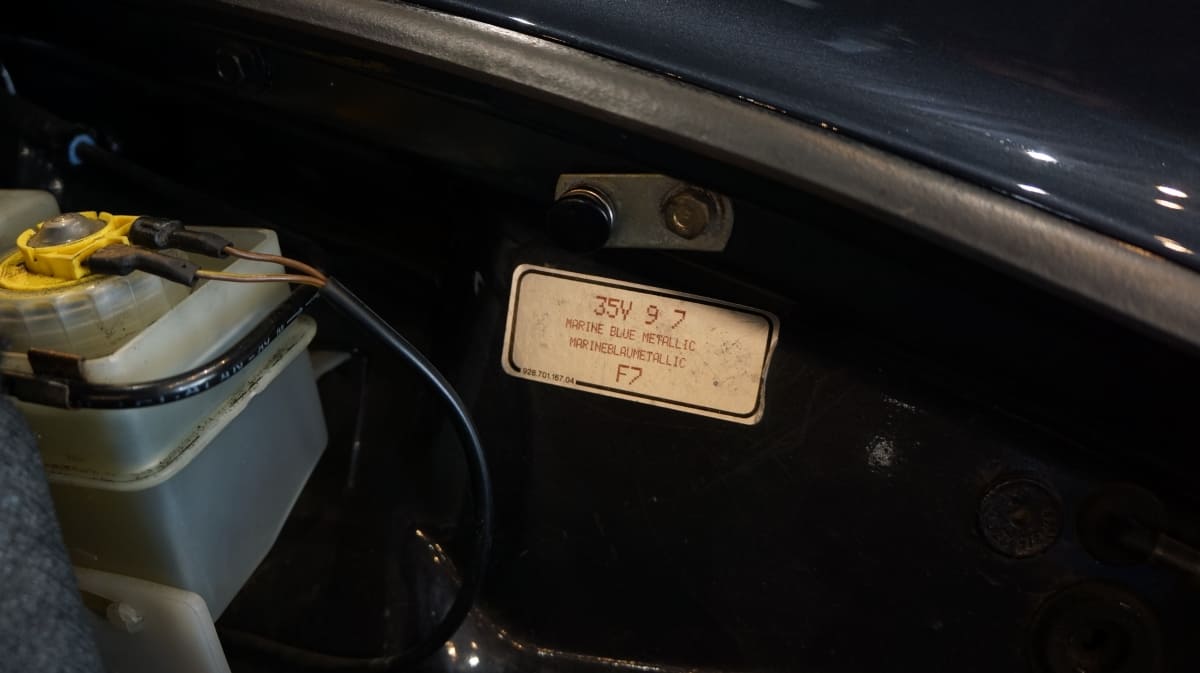 35V 9 7
MARINE BLUE METALLIC
MARINEBLAUMETALLIC
F7
928.701.167.04